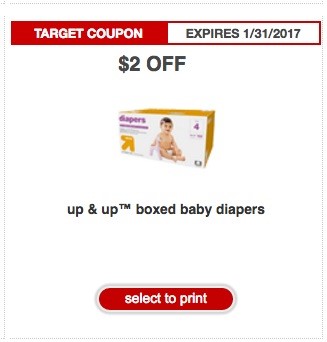 TARGET COUPON EXPIRES 1/31/2017
$2 OFF
diapers
4
up & up™ boxed baby diapers
select to print